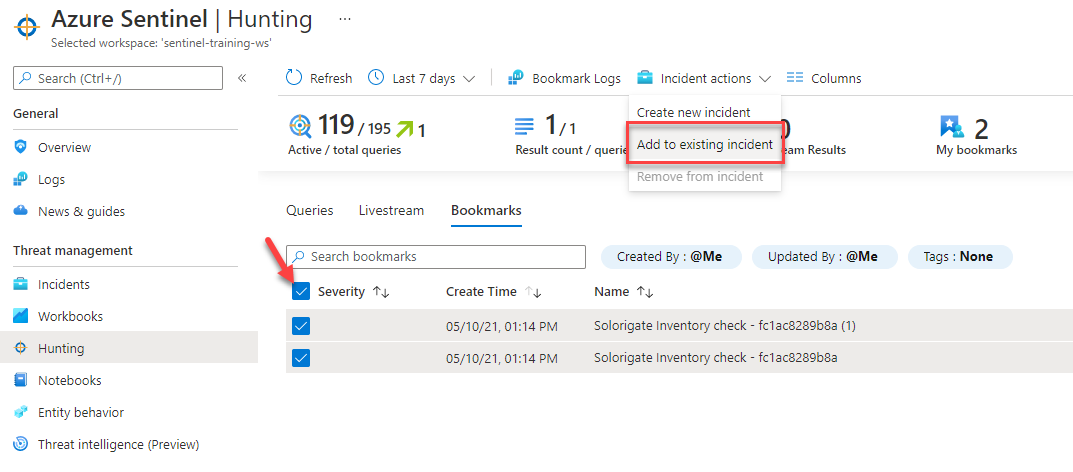 Azure Sentinel | Hunting ...
Selected workspace: 'sentinel-training-ws'
Search (Ctrl+/)
«
General
Overview
Logs
News & guides
Threat management
Incidents
Workbooks
Hunting
Notebooks
Entity behavior
Threat intelligence (Preview)
Refresh Last 7 days Bookmark Logs Incident actions Columns
Create new incident
Add to existing incident
Remove from incident
119 / 195 1
Active / total queries
1 / 1
Result count / querie
0
eam Results
2
My bookmarks
Queries Livestream Bookmarks
Search bookmarks Created By : @Me Updated By : @Me Tags : None
Severity ↑↓ Create Time ↑↓ Name ↑↓
05/10/21, 01:14 PM Solorigate Inventory check - fc1ac8289b8a (1)
05/10/21, 01:14 PM Solorigate Inventory check - fc1ac8289b8a